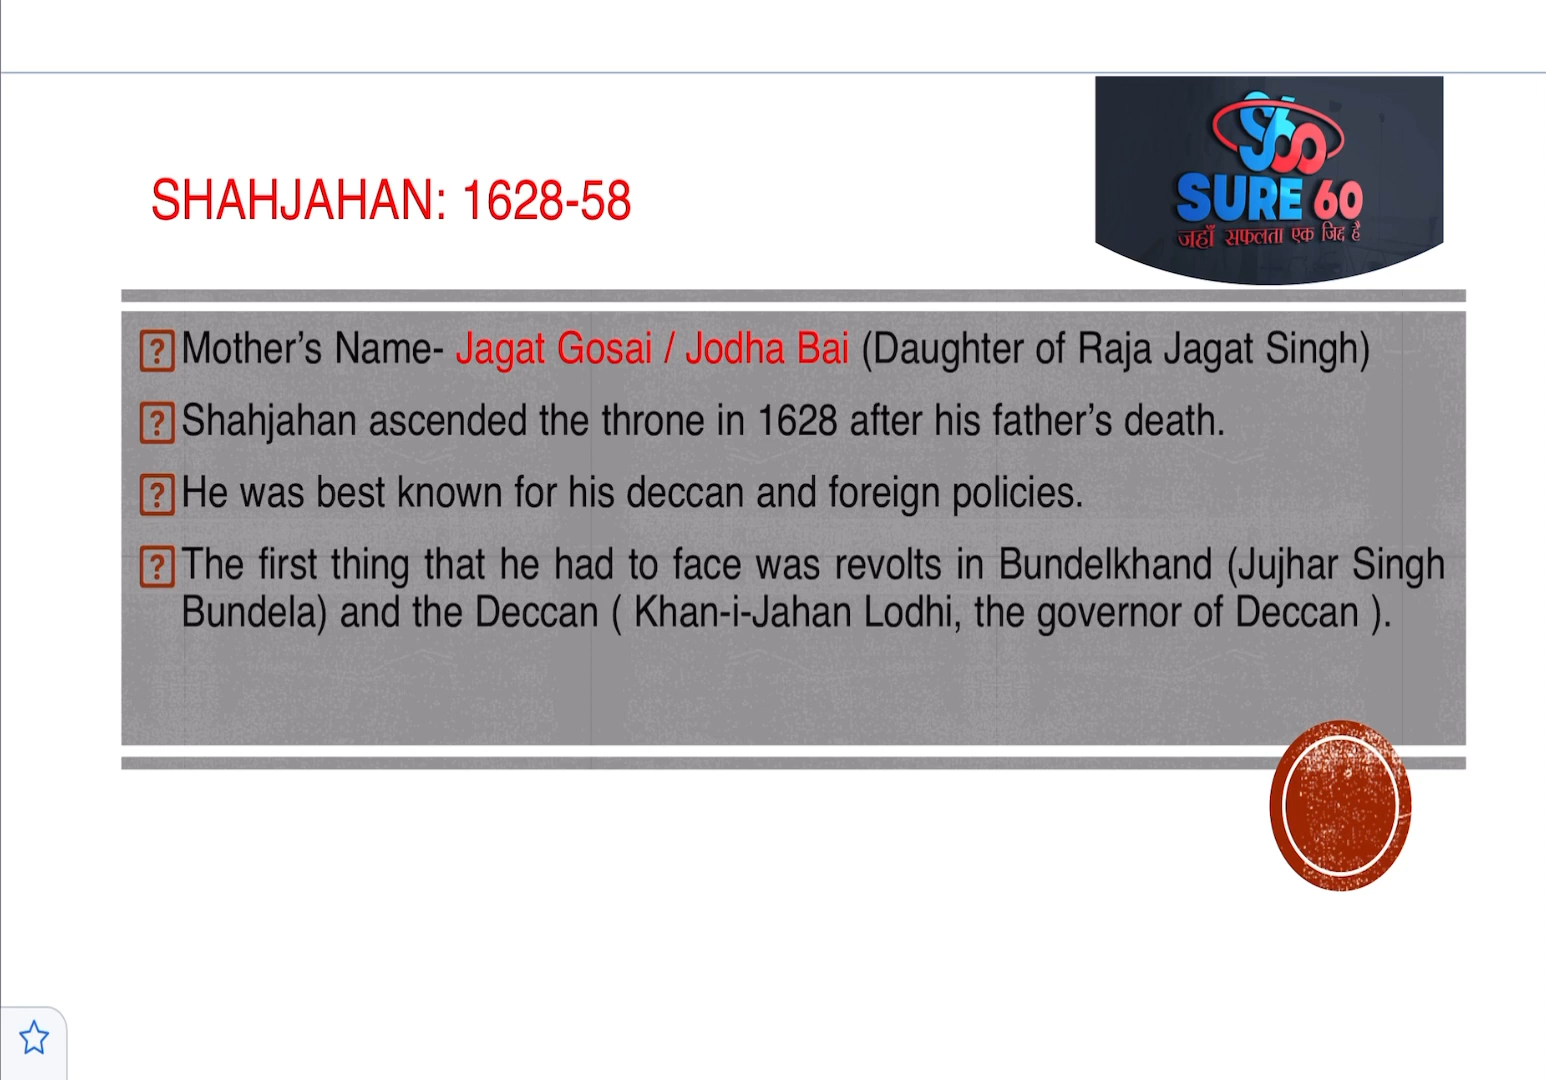 SHAHJAHAN: 1628-58
S60
SURE 60
जहाँ सफलता एक जिद्द है
Mother's Name- Jagat Gosai / Jodha Bai (Daughter of Raja Jagat Singh)
Shahjahan ascended the throne in 1628 after his father's death.
He was best known for his deccan and foreign policies.
The first thing that he had to face was revolts in Bundelkhand (Jujhar Singh
Bundela) and the Deccan ( Khan-i-Jahan Lodhi, the governor of Deccan ).